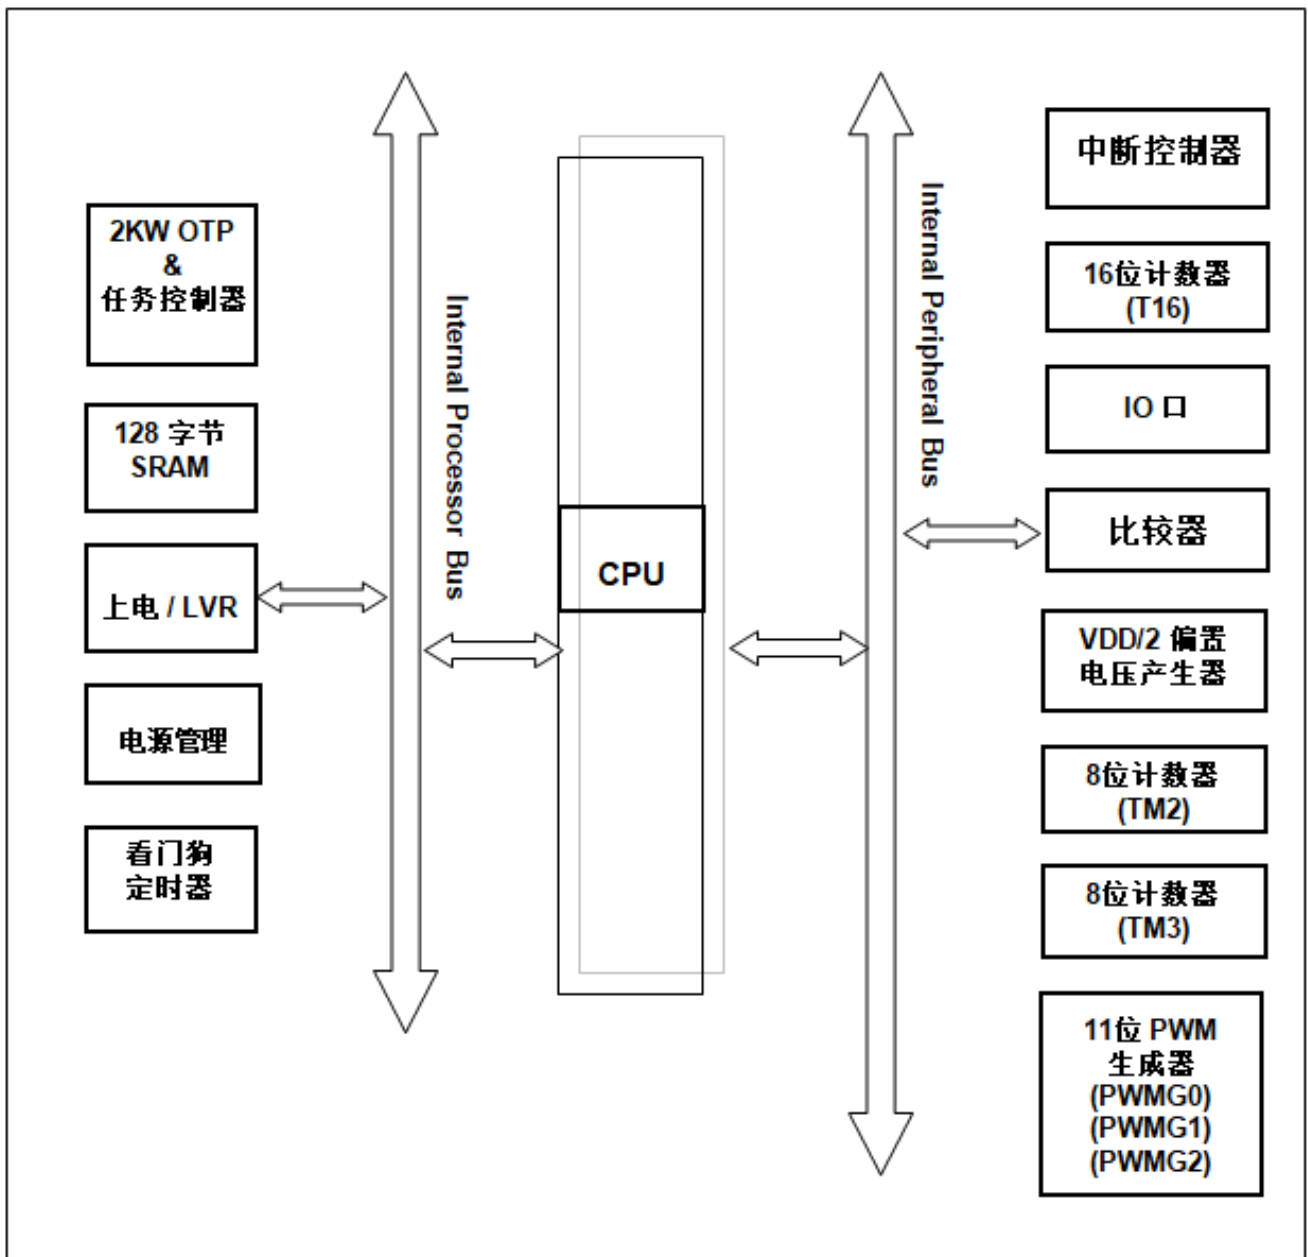 2KW OTP
&
任务控制器
128 字节
SRAM
上电 / LVR
电源管理
看门狗
定时器
Internal Processor Bus
CPU
Internal Peripheral Bus
中断控制器
16位计数器
(T16)
IO 口
比较器
VDD/2 偏置
电压产生器
8位计数器
(TM2)
8位计数器
(TM3)
11位 PWM
生成器
(PWMG0)
(PWMG1)
(PWMG2)